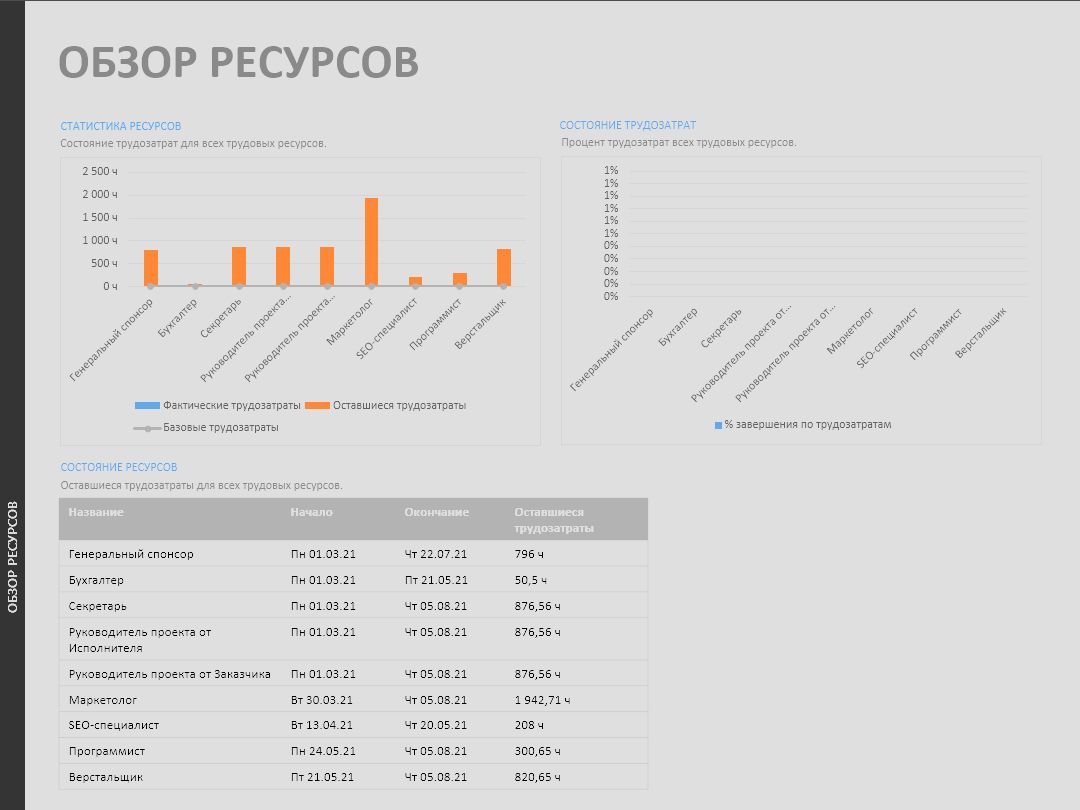 ОБЗОР РЕСУРСОВ
ОБЗОР РЕСУРСОВ
СТАТИСТИКА РЕСУРСОВ
Состояние трудозатрат для всех трудовых ресурсов.
2 500 ч
2 000 ч
1 500 ч
1 000 ч
500 ч
0 ч
Генеральный спонсор
Бухгалтер
Секретарь
Руководитель проекта...
Руководитель проекта...
Маркетолог
SEO-специалист
Программист
Верстальщик
Фактические трудозатраты Оставшиеся трудозатраты
Базовые трудозатраты
СОСТОЯНИЕ ТРУДОЗАТРАТ
Процент трудозатрат всех трудовых ресурсов.
1%
1%
1%
1%
1%
1%
0%
0%
0%
0%
0%
Генеральный спонсор
Бухгалтер
Секретарь
Руководитель проекта от...
Руководитель проекта от...
Маркетолог
SEO-специалист
Программист
Верстальщик
% завершения по трудозатратам
СОСТОЯНИЕ РЕСУРСОВ
Оставшиеся трудозатраты для всех трудовых ресурсов.
Название Начало Окончание Оставшиеся
трудозатраты
Генеральный спонсор Пн 01.03.21 Чт 22.07.21 796 ч
Бухгалтер Пн 01.03.21 Пт 21.05.21 50,5 ч
Секретарь Пн 01.03.21 Чт 05.08.21 876,56 ч
Руководитель проекта от Пн 01.03.21 Чт 05.08.21 876,56 ч
Исполнителя
Руководитель проекта от Заказчика Пн 01.03.21 Чт 05.08.21 876,56 ч
Маркетолог Вт 30.03.21 Чт 05.08.21 1 942,71 ч
SEO-специалист Вт 13.04.21 Чт 20.05.21 208 ч
Программист Пн 24.05.21 Чт 05.08.21 300,65 ч
Верстальщик Пт 21.05.21 Чт 05.08.21 820,65 ч